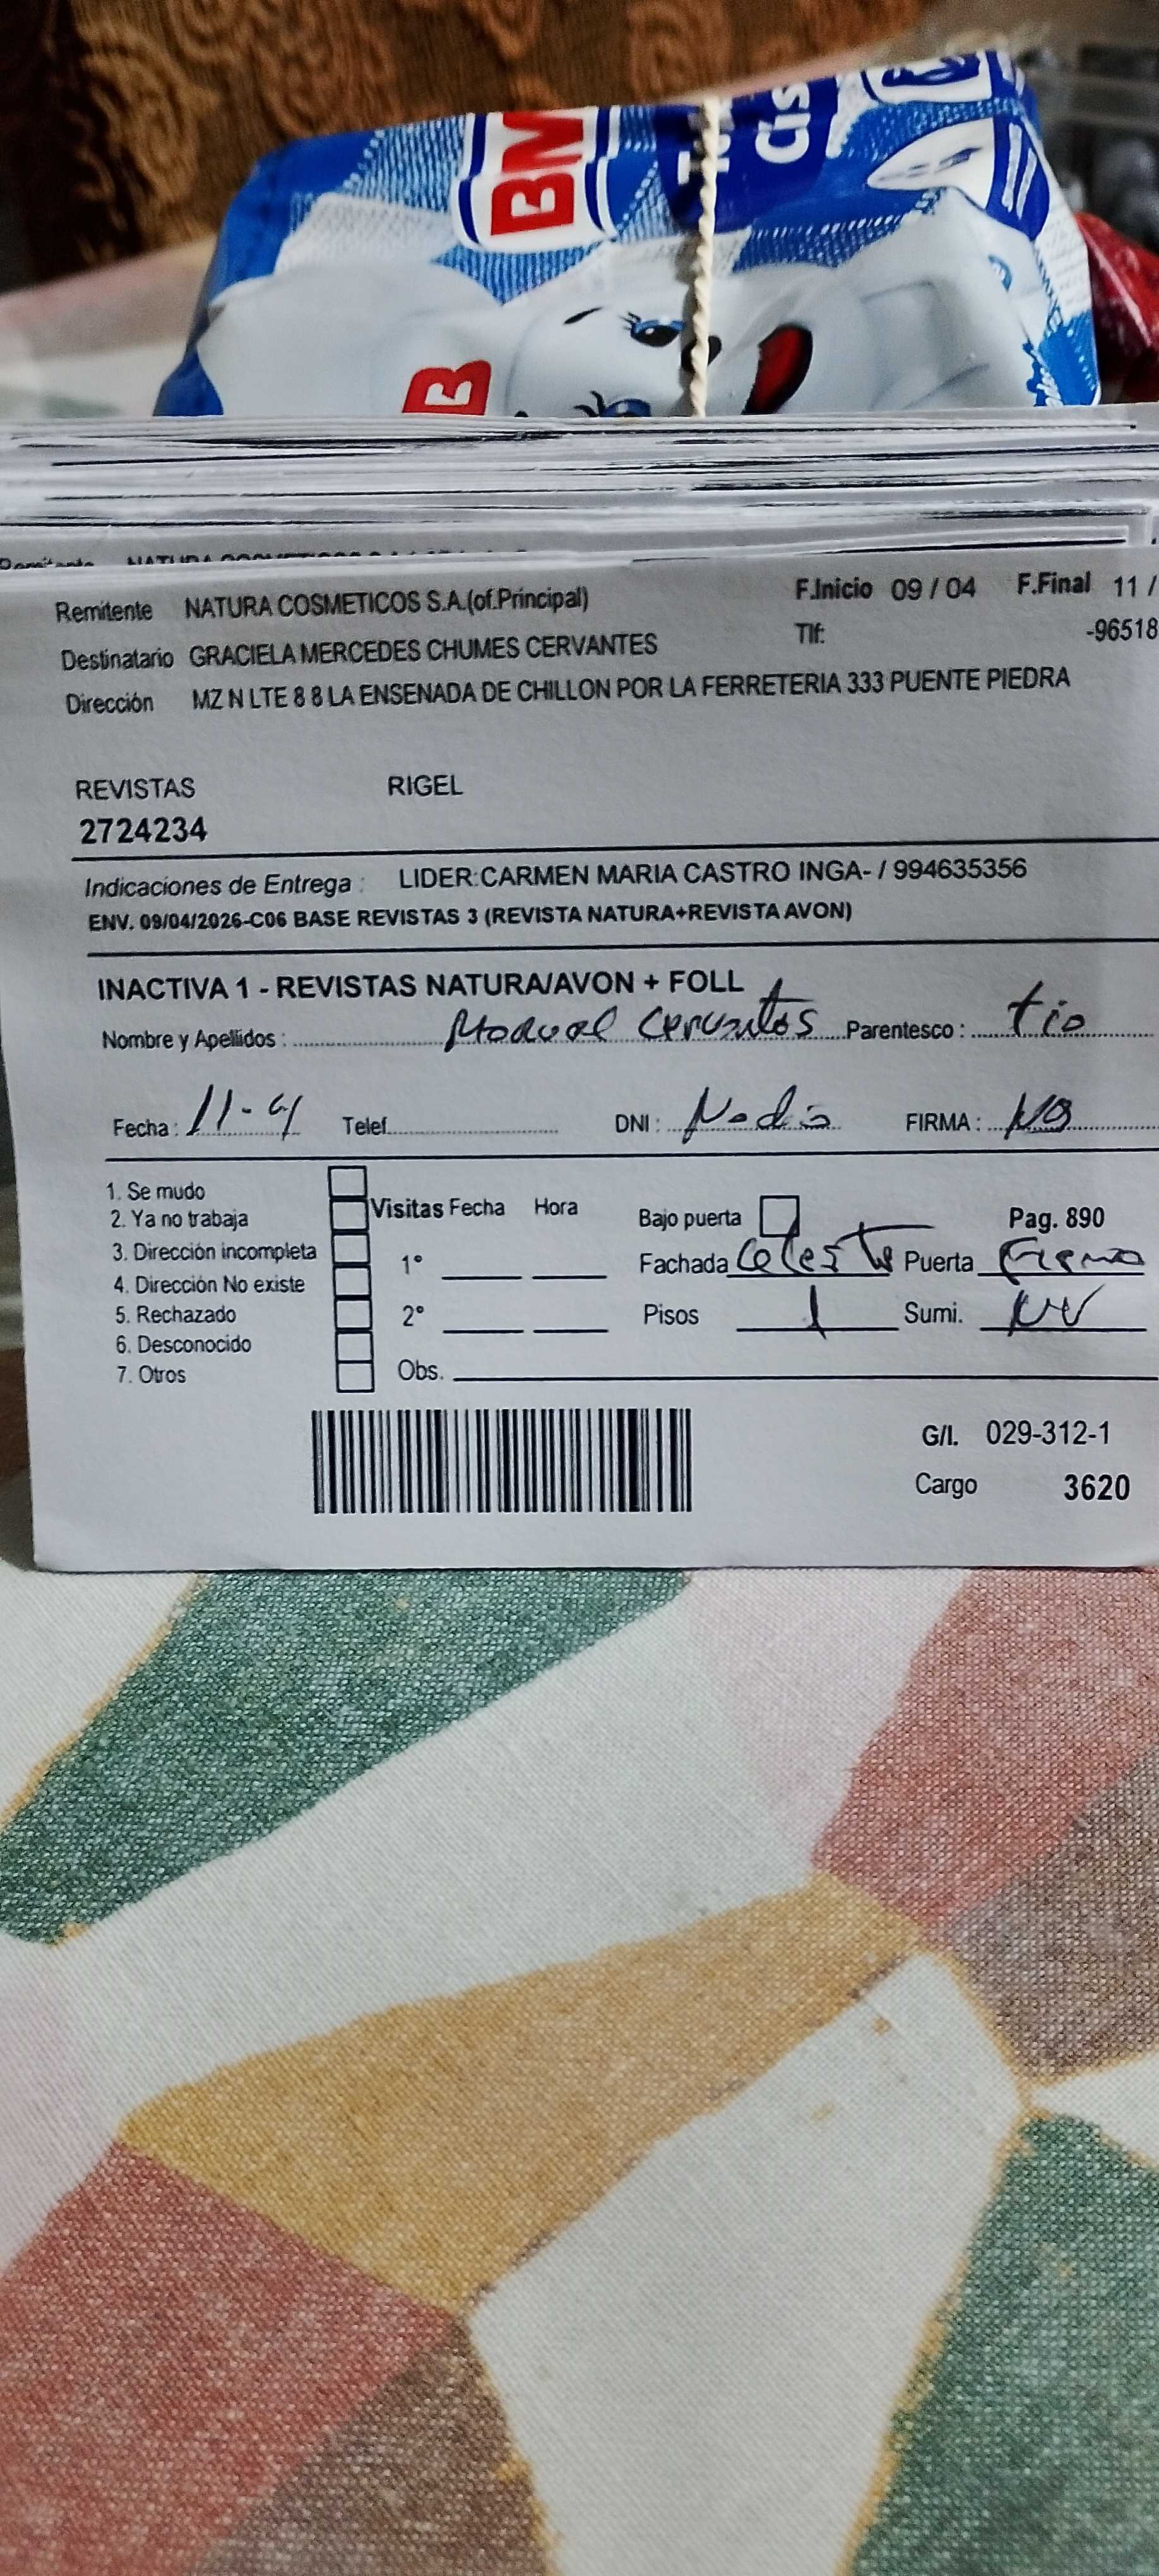 BM
B
Remitente NATURA COSMETICOS S.A.(of.Principal) F.Inicio 09 / 04 F.Final 11 /
Destinatario GRACIELA MERCEDES CHUMES CERVANTES Tlf: -96518
Dirección MZ N LTE 8 8 LA ENSENADA DE CHILLON POR LA FERRETERIA 333 PUENTE PIEDRA
REVISTAS RIGEL
2724234
Indicaciones de Entrega : LIDER:CARMEN MARIA CASTRO INGA- / 994635356
ENV. 09/04/2026-C06 BASE REVISTAS 3 (REVISTA NATURA+REVISTA AVON)
INACTIVA 1 - REVISTAS NATURA/AVON + FOLL
Nombre y Apellidos : Cervantes Parentesco : tio
Fecha : 11-4 Telef. DNI : FIRMA :
1. Se mudo
2. Ya no trabaja Visitas Fecha Hora Bajo puerta Pag. 890
3. Dirección incompleta 1° Fachada Celeste Puerta
4. Dirección No existe
5. Rechazado 2° Pisos 1 Sumi.
6. Desconocido
7. Otros Obs.
G/I. 029-312-1
Cargo 3620